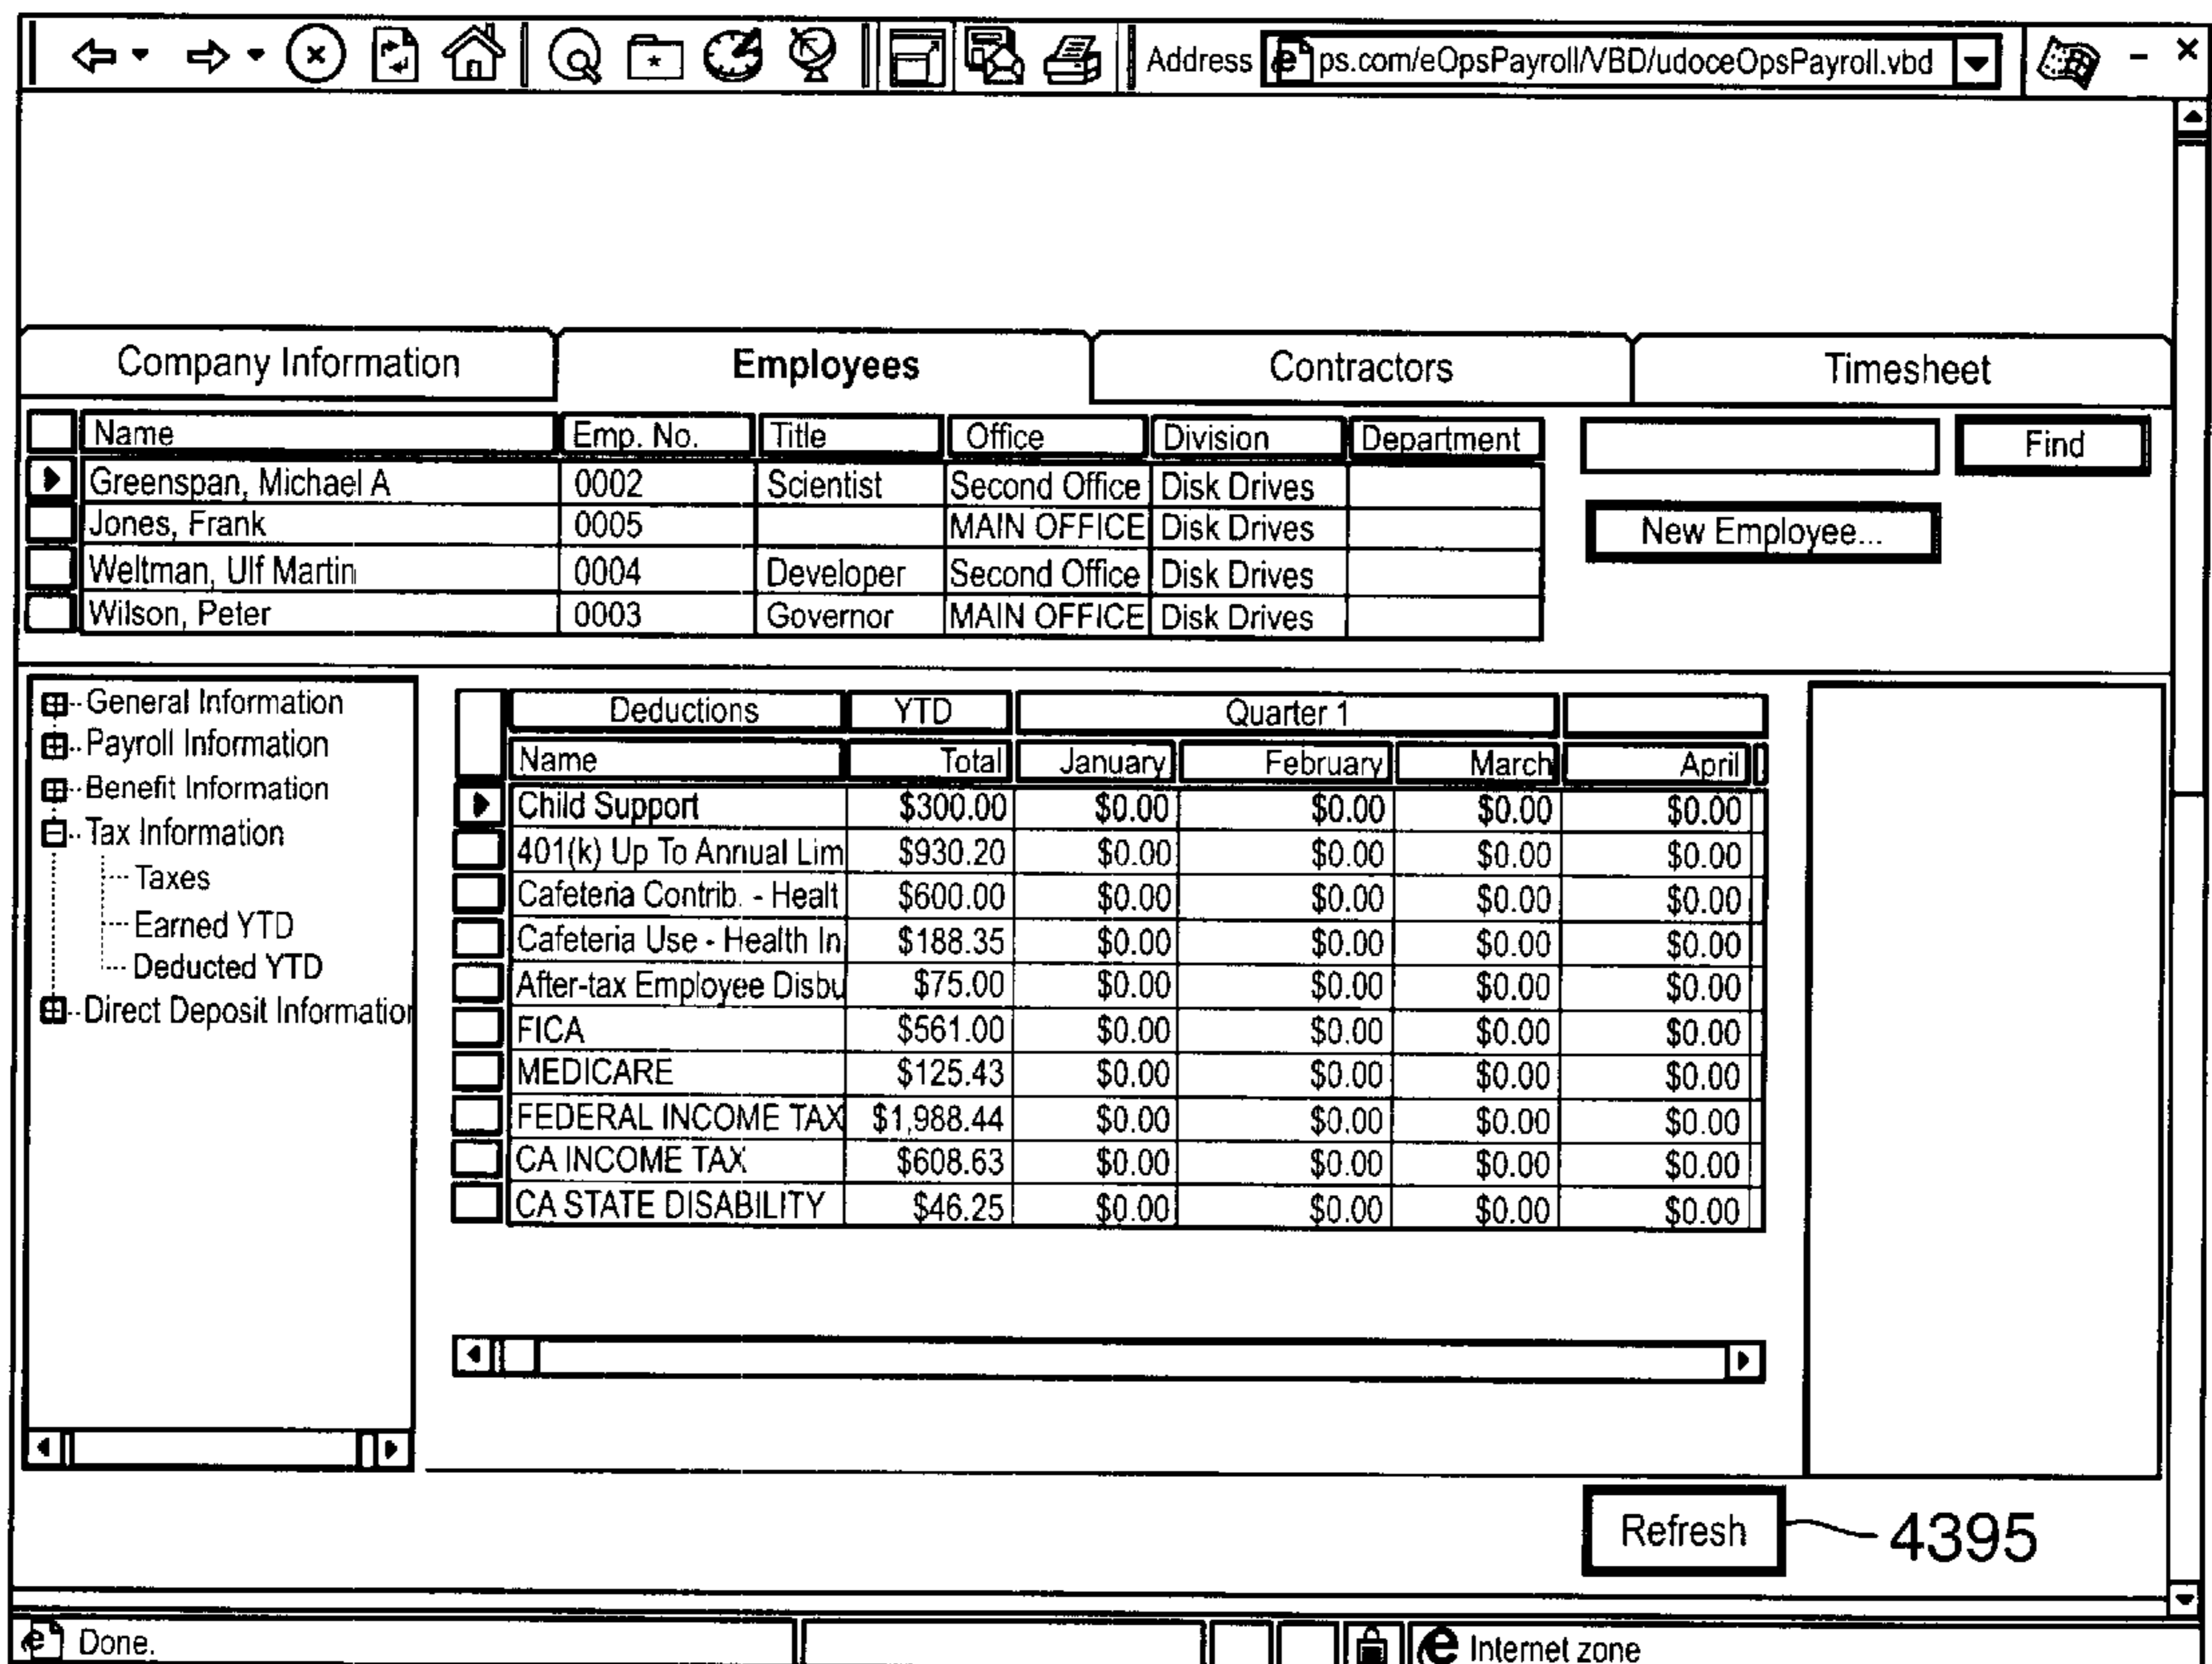 Address ps.com/eOpsPayroll/VBD/udoceOpsPayroll.vbd
Company Information Employees Contractors Timesheet
Name Emp. No. Title Office Division Department Find
Greenspan, Michael A 0002 Scientist Second Office Disk Drives
Jones, Frank 0005 MAIN OFFICE Disk Drives
New Employee...
Weltman, Ulf Martin 0004 Developer Second Office Disk Drives
Wilson, Peter 0003 Governor MAIN OFFICE Disk Drives
General Information
Payroll Information
Benefit Information
Tax Information
Taxes
Earned YTD
Deducted YTD
Direct Deposit Information
Deductions YTD Quarter 1
Name Total January February March April
Child Support $300.00 $0.00 $0.00 $0.00 $0.00
401(k) Up To Annual Lim $930.20 $0.00 $0.00 $0.00 $0.00
Cafeteria Contrib. - Healt $600.00 $0.00 $0.00 $0.00 $0.00
Cafeteria Use - Health In $188.35 $0.00 $0.00 $0.00 $0.00
After-tax Employee Disbu $75.00 $0.00 $0.00 $0.00 $0.00
FICA $561.00 $0.00 $0.00 $0.00 $0.00
MEDICARE $125.43 $0.00 $0.00 $0.00 $0.00
FEDERAL INCOME TAX $1,988.44 $0.00 $0.00 $0.00 $0.00
CA INCOME TAX $608.63 $0.00 $0.00 $0.00 $0.00
CA STATE DISABILITY $46.25 $0.00 $0.00 $0.00 $0.00
Refresh 4395
Done. Internet zone